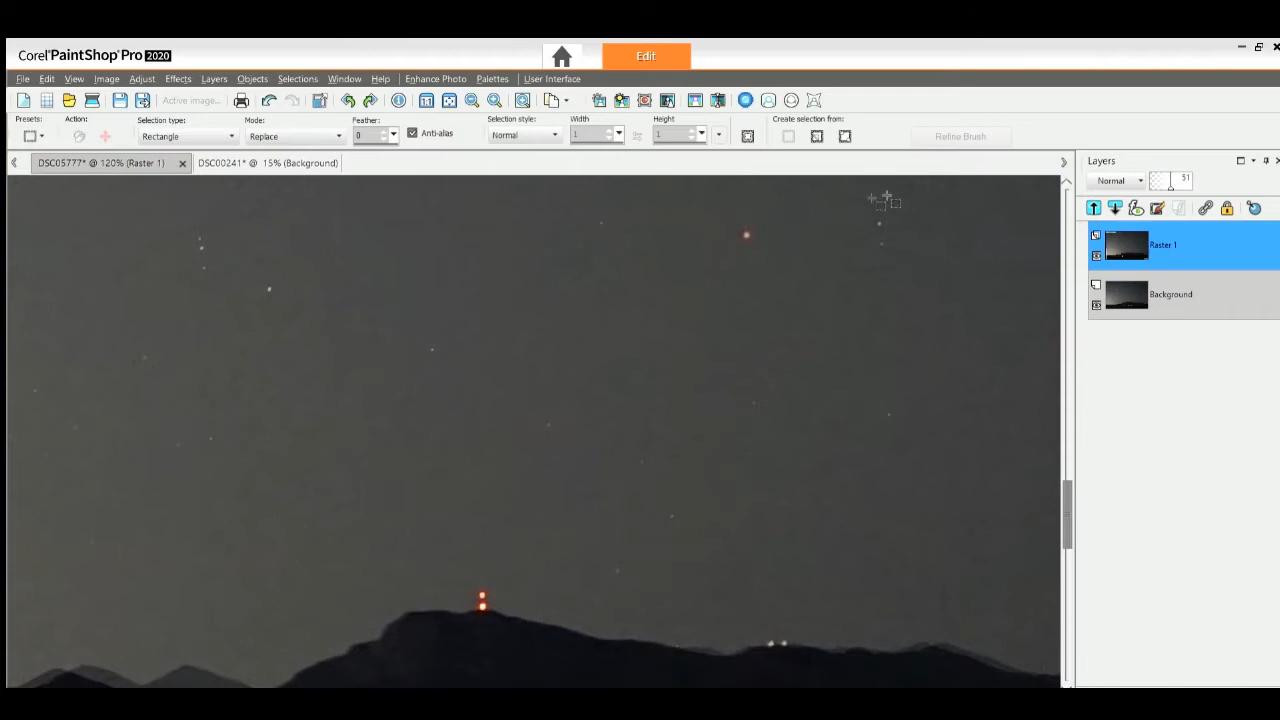 Corel PaintShop Pro 2020
Edit
File Edit View Image Adjust Effects Layers Objects Selections Window Help Enhance Photo Palettes User Interface
Active image...
Presets: Action: Selection type: Mode: Feather: Selection style: Width Height Create selection from:
Rectangle Replace 0 Anti-alias Normal 1 1 Refine Brush
DSC05777* @ 120% (Raster 1) DSC00241* @ 15% (Background)
Layers
Normal 51
Raster 1
Background